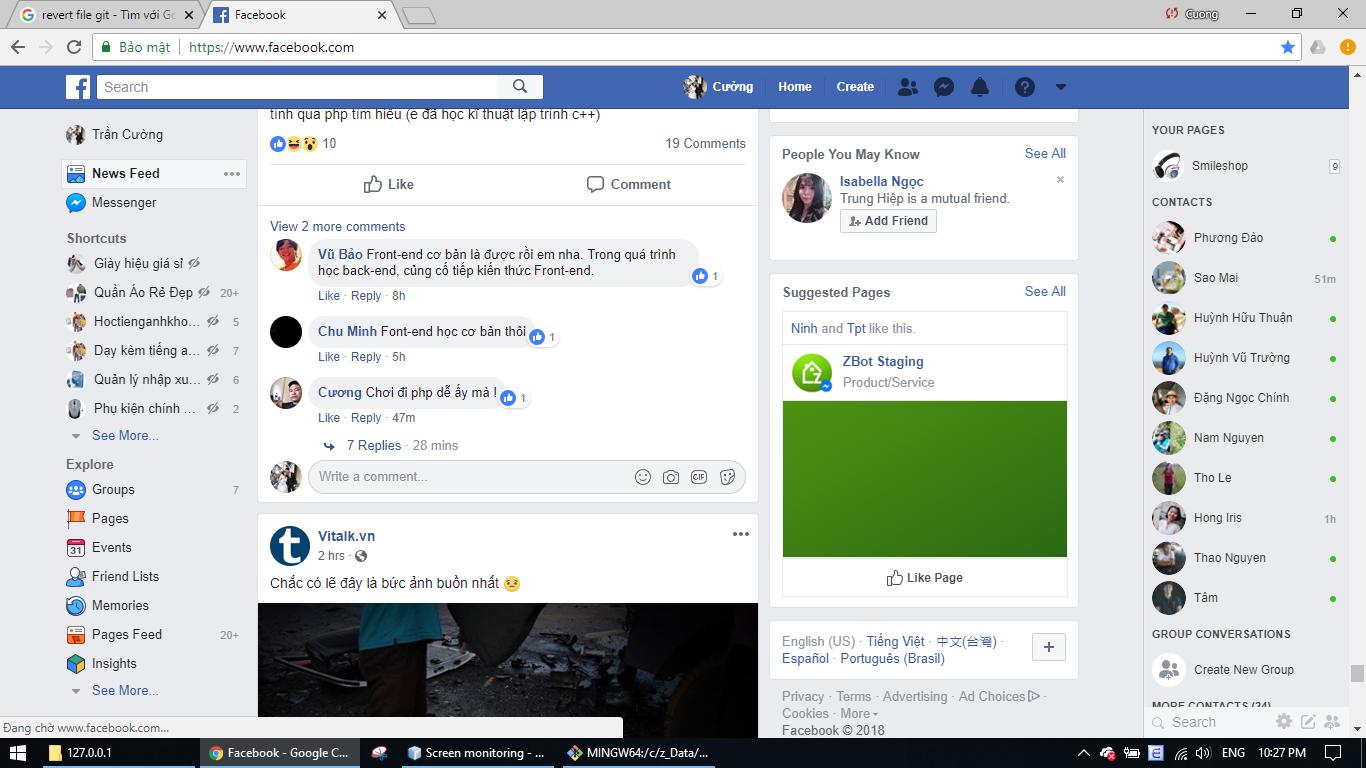 revert file git - Tìm với Go
Facebook
Cuong
Bảo mật
https://www.facebook.com
Search
Cường
Home
Create
Trần Cường
News Feed
Messenger
Shortcuts
Giày hiệu giá sỉ
Quần Áo Rẻ Đẹp
20+
Hoctienganhkho...
5
Dạy kèm tiếng a...
7
Quản lý nhập xu...
6
Phụ kiện chính ...
2
See More...
Explore
Groups
7
Pages
31
Events
Friend Lists
Memories
Pages Feed
20+
Insights
See More...
tính qua php tìm hiểu (e đã học kĩ thuật lập trình c++)
10
19 Comments
Like
Comment
View 2 more comments
Vũ Bảo Front-end cơ bản là được rồi em nha. Trong quá trình
học back-end, củng cố tiếp kiến thức Front-end.
1
Like · Reply · 8h
Chu Minh Font-end học cơ bản thôi
1
Like · Reply · 5h
Cương Chơi đi php dễ ấy mà !
1
Like · Reply · 47m
7 Replies · 28 mins
Write a comment...
GIF
Vitalk.vn
2 hrs ·
Chắc có lẽ đây là bức ảnh buồn nhất
People You May Know
See All
Isabella Ngọc
Trung Hiệp is a mutual friend.
Add Friend
Suggested Pages
See All
Ninh and Tpt like this.
ZBot Staging
Product/Service
Like Page
English (US) · Tiếng Việt · 中文(台灣) ·
Español · Português (Brasil)
Privacy · Terms · Advertising · Ad Choices ·
Cookies · More
Facebook © 2018
YOUR PAGES
Smileshop
9
CONTACTS
Phương Đảo
Sao Mai
51m
Huỳnh Hữu Thuận
Huỳnh Vũ Trường
Đặng Ngọc Chính
Nam Nguyen
Tho Le
Hong Iris
1h
Thao Nguyen
Tâm
GROUP CONVERSATIONS
Create New Group
MORE CONTACTS (24)
Search
Đang chờ www.facebook.com...
127.0.0.1
Facebook - Google C...
Screen monitoring - ...
MINGW64:/c/z_Data/...
ENG
10:27 PM